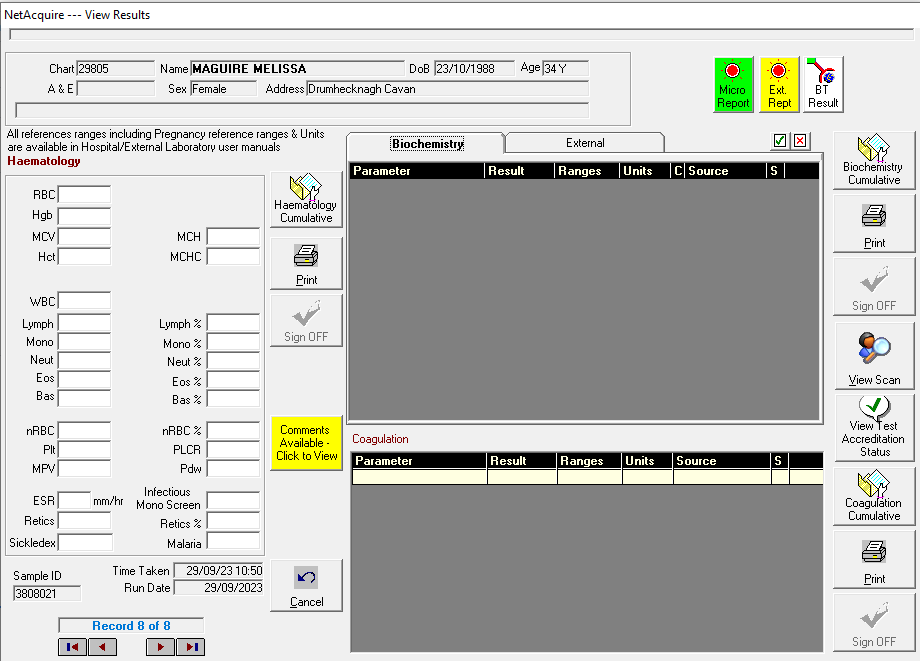 NetAcquire --- View Results
Chart 29805 Name MAGUIRE MELISSA DoB 23/10/1988 Age 34 Y
A & E Sex Female Address Drumhecknagh Cavan
Micro Report
Ext. Rept
BT Result
All references ranges including Pregnancy reference ranges & Units
are available in Hospital/External Laboratory user manuals
Haematology
RBC
Hgb
MCV MCH
Hct MCHC
WBC
Lymph Lymph %
Mono Mono %
Neut Neut %
Eos Eos %
Bas Bas %
nRBC nRBC %
Plt PLCR
MPV Pdw
ESR mm/hr Infectious Mono Screen
Retics Retics %
Sickledex Malaria
Sample ID
3808021
Time Taken 29/09/23 10:50
Run Date 29/09/2023
Record 8 of 8
Haematology
Cumulative
Print
Sign OFF
Comments
Available -
Click to View
Cancel
Biochemistry External
Parameter Result Ranges Units C Source S
Coagulation
Parameter Result Ranges Units Source S
Biochemistry
Cumulative
Print
Sign OFF
View Scan
View Test
Accreditation
Status
Coagulation
Cumulative
Print
Sign OFF